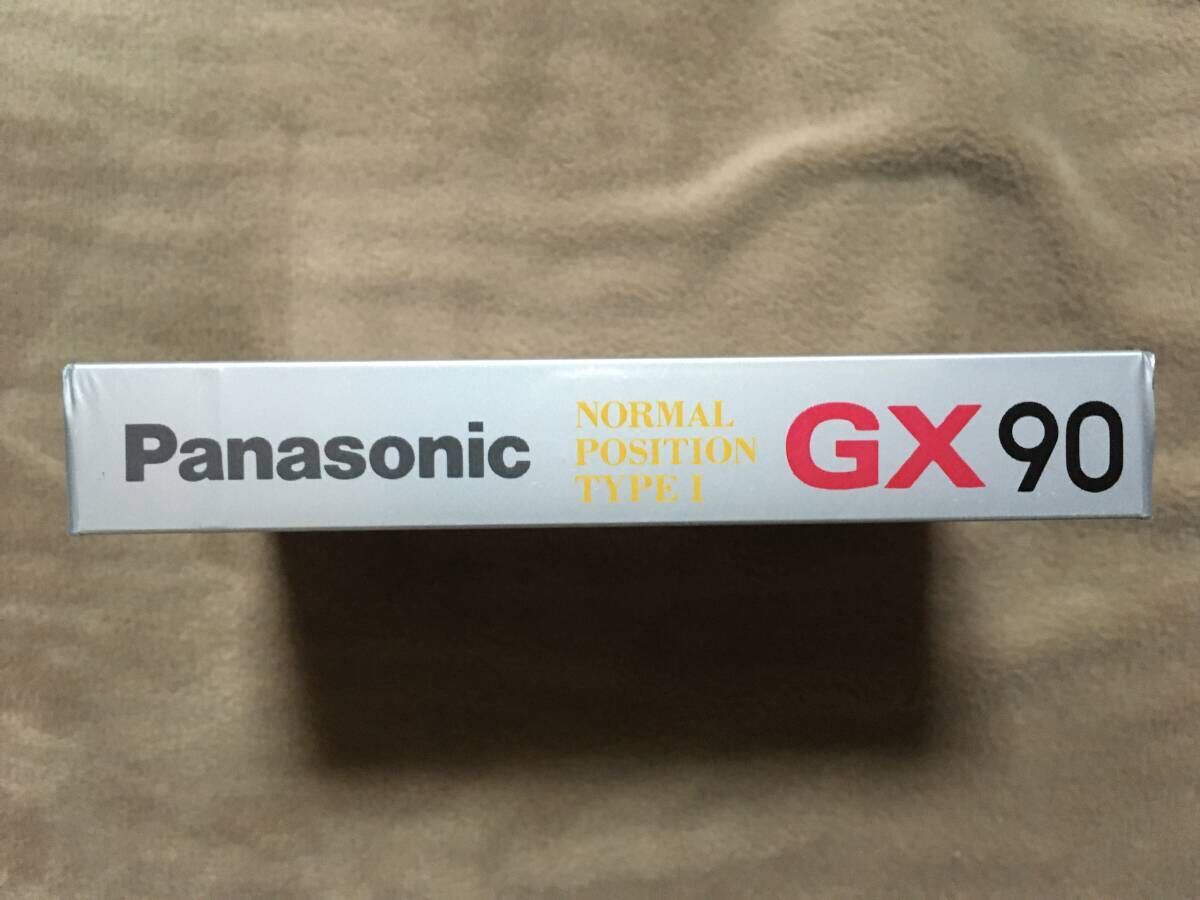 Panasonic
NORMAL
POSITION
TYPE I
GX 90